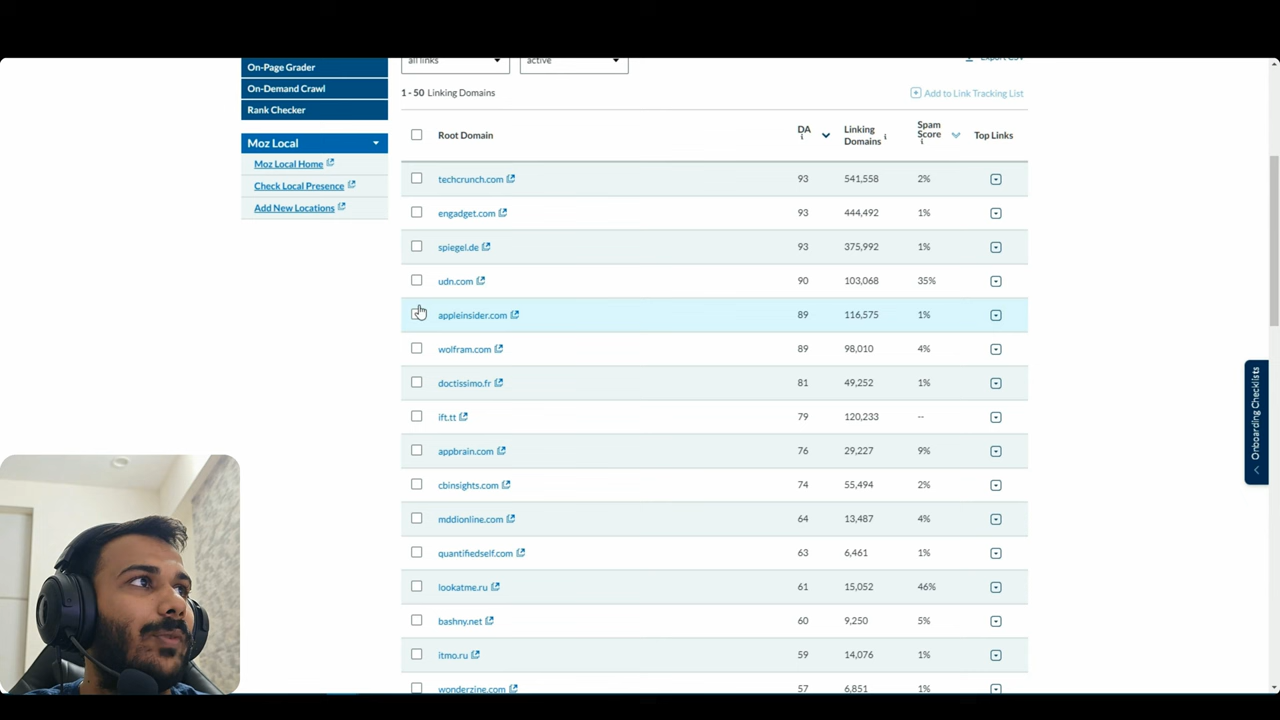 On-Page Grader
On-Demand Crawl
Rank Checker
Moz Local
Moz Local Home
Check Local Presence
Add New Locations
all links
active
Export CSV
1 - 50 Linking Domains
Add to Link Tracking List
Root Domain DA Linking Domains Spam Score Top Links
techcrunch.com 93 541,558 2%
engadget.com 93 444,492 1%
spiegel.de 93 375,992 1%
udn.com 90 103,068 35%
appleinsider.com 89 116,575 1%
wolfram.com 89 98,010 4%
doctissimo.fr 81 49,252 1%
ift.tt 79 120,233 --
appbrain.com 76 29,227 9%
cbinsights.com 74 55,494 2%
mddionline.com 64 13,487 4%
quantifiedself.com 63 6,461 1%
lookatme.ru 61 15,052 46%
bashny.net 60 9,250 5%
itmo.ru 59 14,076 1%
wonderzine.com 57 6,851 1%
Onboarding Checklists